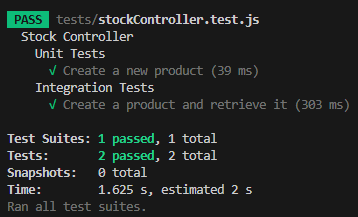 PASS tests/stockController.test.js
Stock Controller
Unit Tests
√ Create a new product (39 ms)
Integration Tests
√ Create a product and retrieve it (303 ms)
Test Suites: 1 passed, 1 total
Tests: 2 passed, 2 total
Snapshots: 0 total
Time: 1.625 s, estimated 2 s
Ran all test suites.